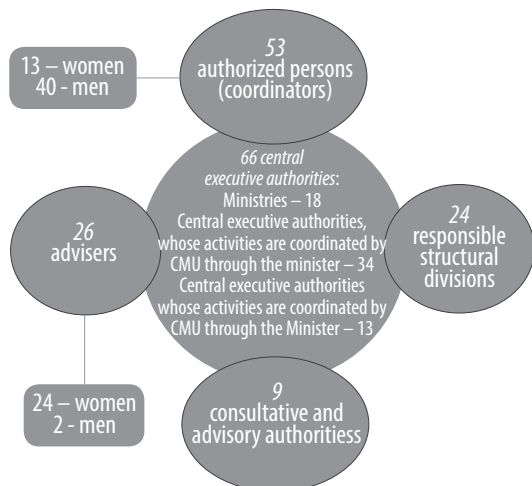 53
authorized persons
(coordinators)
13 – women
40 - men
66 central
executive authorities:
Ministries – 18
Central executive authorities,
whose activities are coordinated by
CMU through the minister – 34
Central executive authorities
whose activities are coordinated by
CMU through the Minister – 13
26
advisers
24
responsible
structural
divisions
24 – women
2 - men
9
consultative and
advisory authoritiess